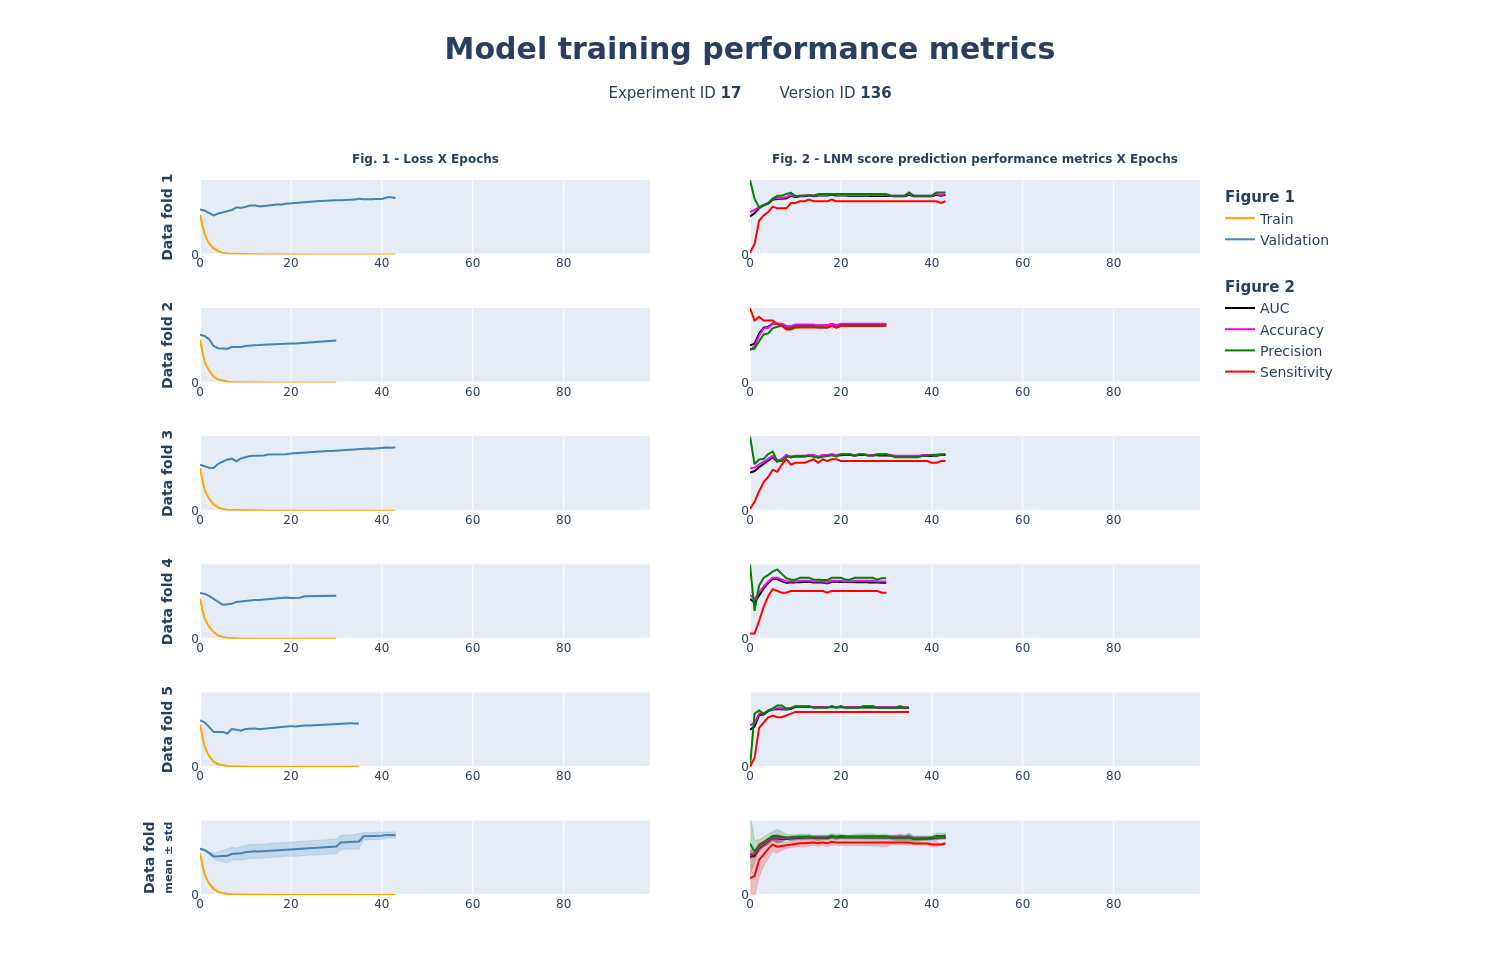 Model training performance metrics
Experiment ID 17 Version ID 136
Fig. 1 - Loss X Epochs
Fig. 2 - LNM score prediction performance metrics X Epochs
Data fold 1
0
0 20 40 60 80
0
0 20 40 60 80
Data fold 2
0
0 20 40 60 80
0
0 20 40 60 80
Data fold 3
0
0 20 40 60 80
0
0 20 40 60 80
Data fold 4
0
0 20 40 60 80
0
0 20 40 60 80
Data fold 5
0
0 20 40 60 80
0
0 20 40 60 80
Data fold
mean ± std
0
0 20 40 60 80
0
0 20 40 60 80
Figure 1
Train
Validation
Figure 2
AUC
Accuracy
Precision
Sensitivity